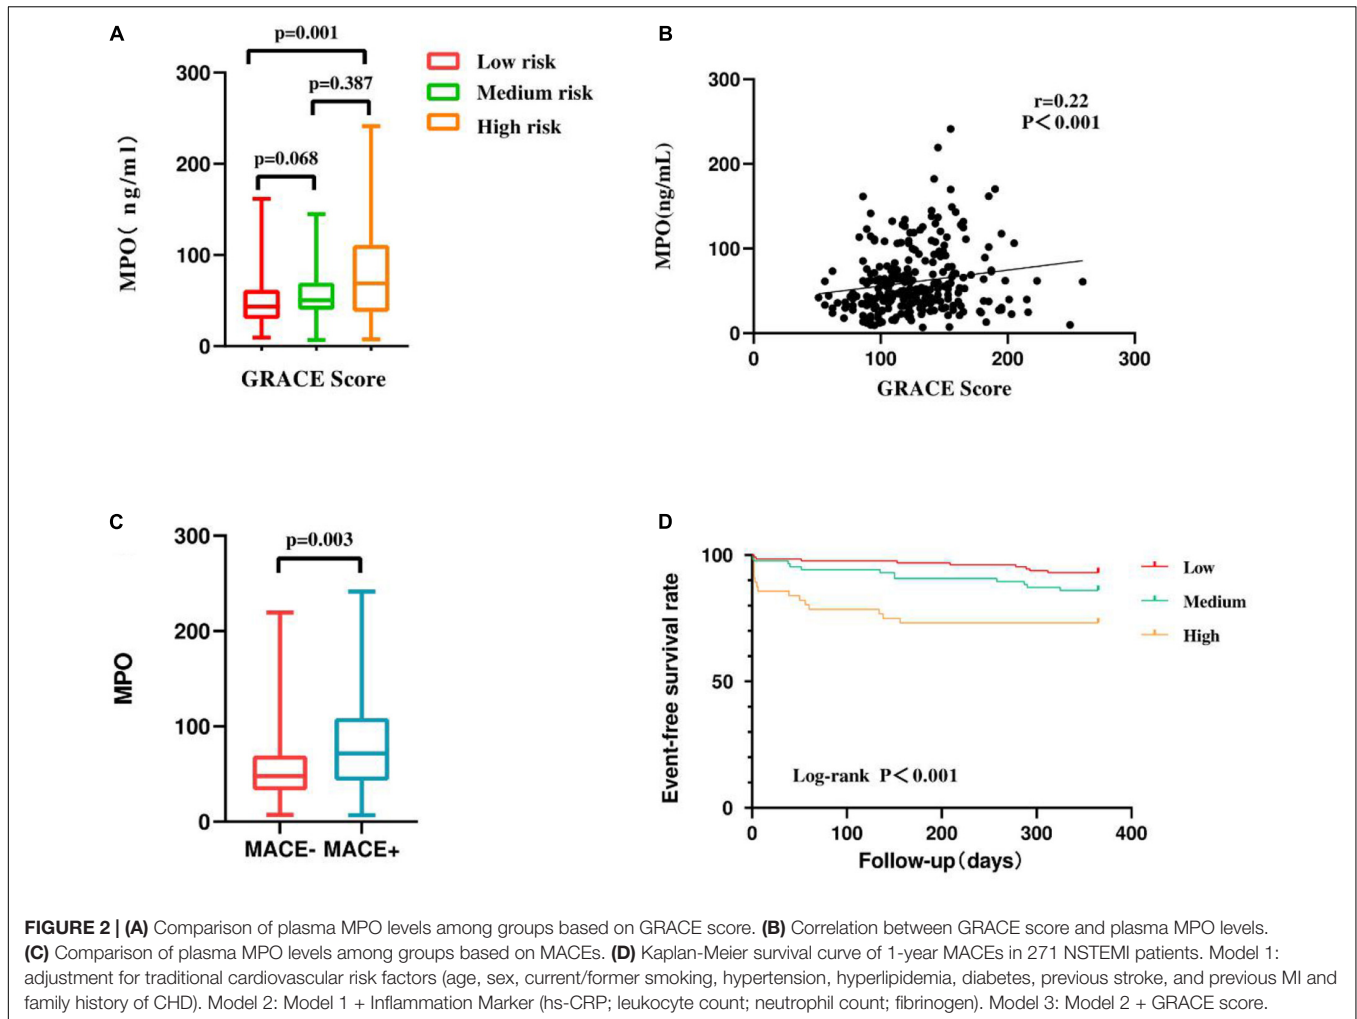 A
p=0.001
Low risk
Medium risk
High risk
p=0.387
p=0.068
300
200
100
0
MPO( ng/ml)
GRACE Score
B
r=0.22
P<0.001
300
200
100
0
MPO(ng/mL)
0 100 200 300
GRACE Score
C
p=0.003
300
200
100
0
MPO
MACE- MACE+
D
100
50
0
Event-free survival rate
Low
Medium
High
Log-rank P<0.001
0 100 200 300 400
Follow-up(days)
FIGURE 2 | (A) Comparison of plasma MPO levels among groups based on GRACE score. (B) Correlation between GRACE score and plasma MPO levels.
(C) Comparison of plasma MPO levels among groups based on MACEs. (D) Kaplan-Meier survival curve of 1-year MACEs in 271 NSTEMI patients. Model 1:
adjustment for traditional cardiovascular risk factors (age, sex, current/former smoking, hypertension, hyperlipidemia, diabetes, previous stroke, and previous MI and
family history of CHD). Model 2: Model 1 + Inflammation Marker (hs-CRP; leukocyte count; neutrophil count; fibrinogen). Model 3: Model 2 + GRACE score.